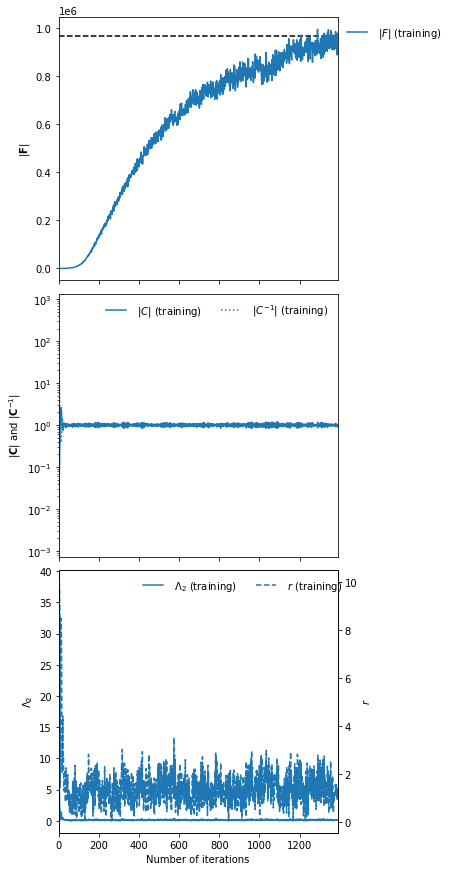 1e6
1.0
0.8
0.6
0.4
0.2
0.0
|F|
|F| (training)
10³
10²
10¹
10⁰
10⁻¹
10⁻²
10⁻³
|C| and |C⁻¹|
|C| (training) |C⁻¹| (training)
40
35
30
25
20
15
10
5
0
Λ₂
Λ₂ (training) r (training)
10
8
6
4
2
0
r
0 200 400 600 800 1000 1200
Number of iterations